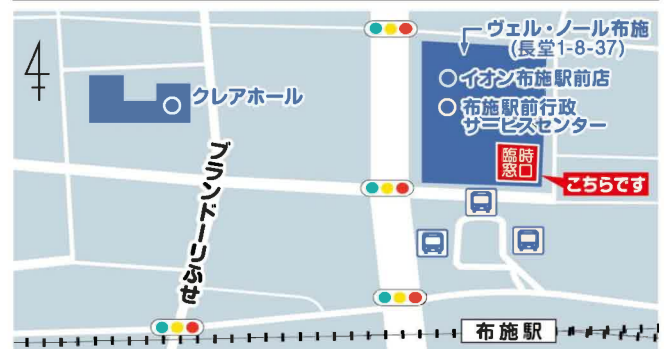 ヴェル・ノール布施
(長堂1-8-37)
イオン布施駅前店
布施駅前行政
サービスセンター
臨時
窓口
こちらです
クレアホール
ブランドーリふせ
布施駅